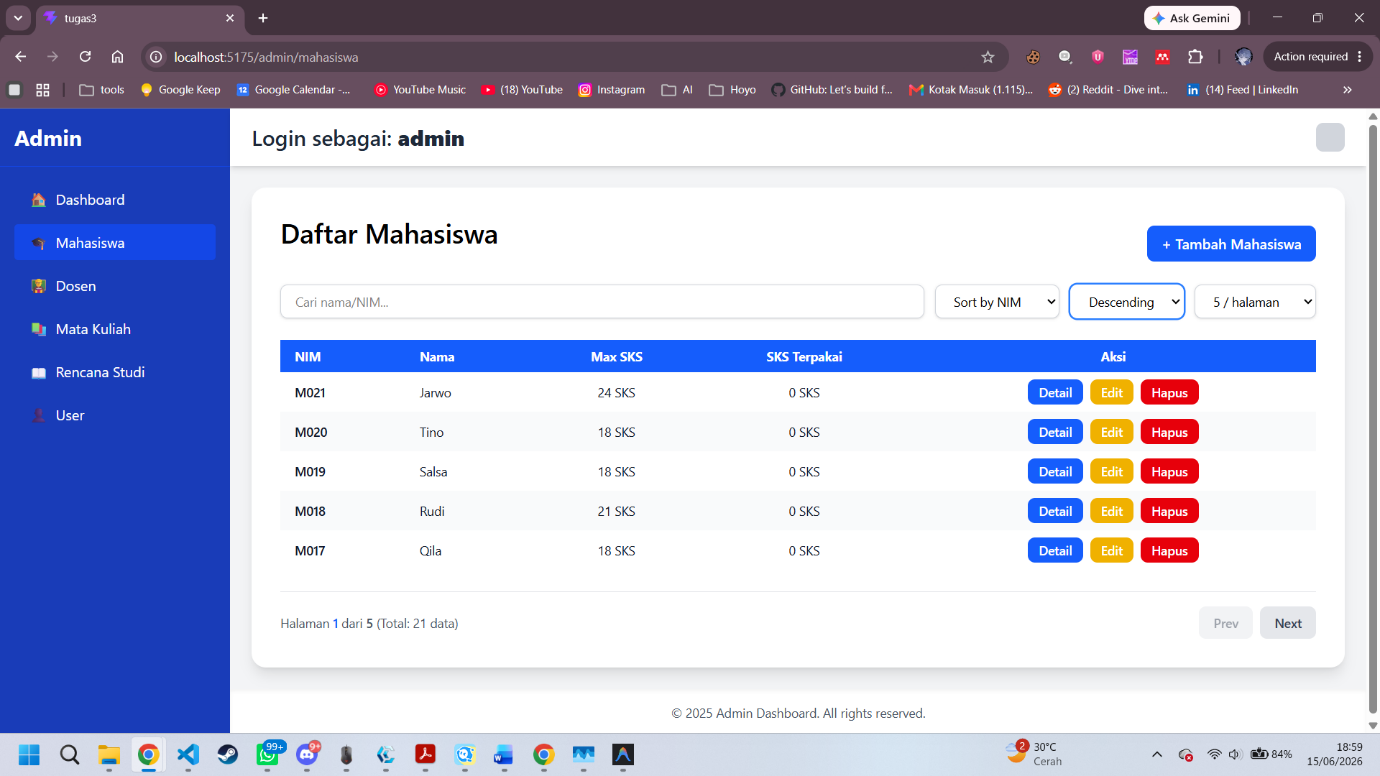 tugas3
Ask Gemini
localhost:5175/admin/mahasiswa
Action required
tools
Google Keep
12
Google Calendar -...
YouTube Music
(18) YouTube
Instagram
AI
Hoyo
GitHub: Let's build f...
Kotak Masuk (1.115)...
(2) Reddit - Dive int...
(14) Feed | LinkedIn
»
Admin
Login sebagai: admin
Dashboard
Mahasiswa
Dosen
Mata Kuliah
Rencana Studi
User
Daftar Mahasiswa
+ Tambah Mahasiswa
Cari nama/NIM...
Sort by NIM
Descending
5 / halaman
NIM Nama Max SKS SKS Terpakai Aksi
M021 Jarwo 24 SKS 0 SKS Detail Edit Hapus
M020 Tino 18 SKS 0 SKS Detail Edit Hapus
M019 Salsa 18 SKS 0 SKS Detail Edit Hapus
M018 Rudi 21 SKS 0 SKS Detail Edit Hapus
M017 Qila 18 SKS 0 SKS Detail Edit Hapus
Halaman 1 dari 5 (Total: 21 data)
Prev
Next
© 2025 Admin Dashboard. All rights reserved.
99+
9+
2
30°C
Cerah
84%
18:59
15/06/2026